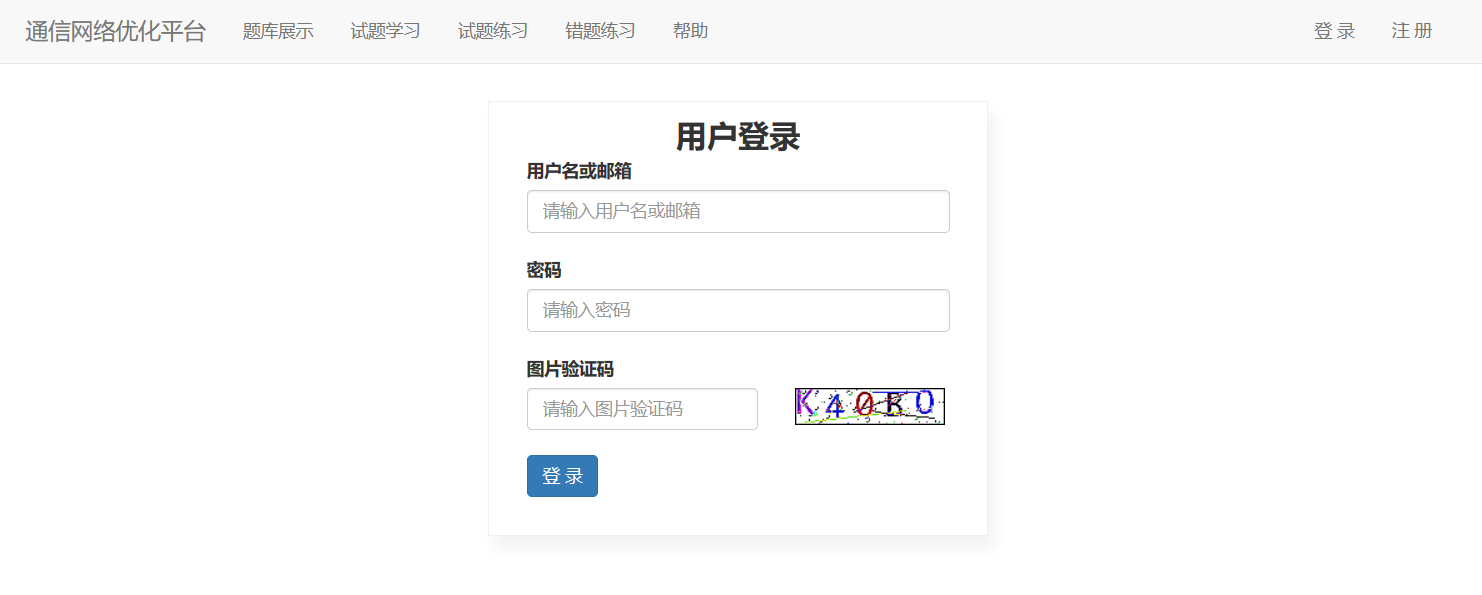 通信网络优化平台 题库展示 试题学习 试题练习 错题练习 帮助 登 录 注 册
用户登录
用户名或邮箱
请输入用户名或邮箱
密码
请输入密码
图片验证码
请输入图片验证码
登 录